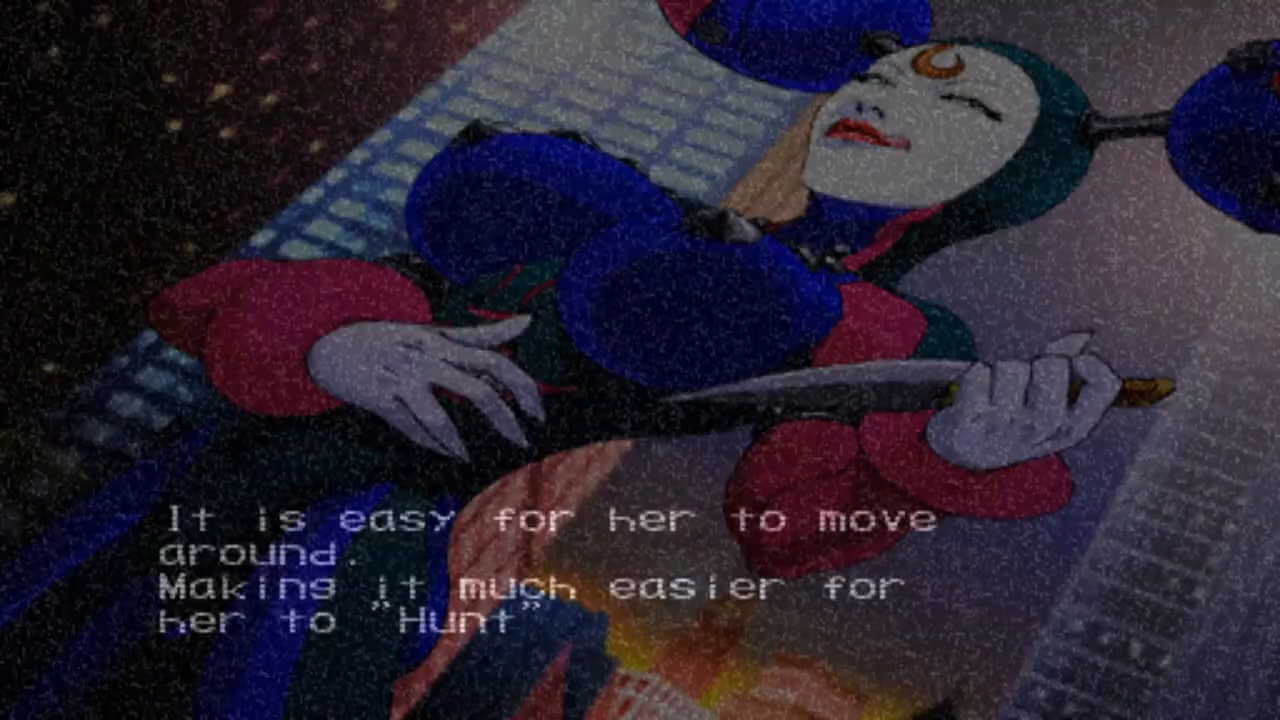 It is easy for her to move
around.
Making it much easier for
her to "Hunt"